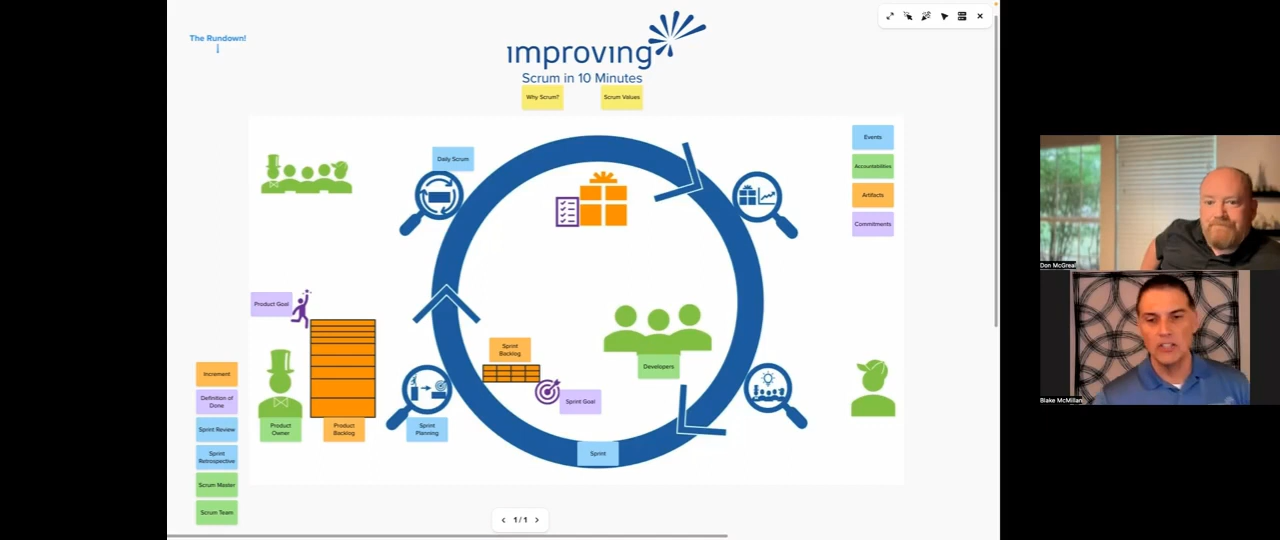 The Rundown!
improving
Scrum in 10 Minutes
Why Scrum?
Scrum Values
Events
Accountabilities
Artifacts
Commitments
Daily Scrum
Product Goal
Sprint
Backlog
Developers
Sprint Goal
Increment
Definition of
Done
Sprint Review
Sprint
Retrospective
Scrum Master
Scrum Team
Product
Owner
Product
Backlog
Sprint
Planning
Sprint
1/1
Don McGreal
Blake McMillan